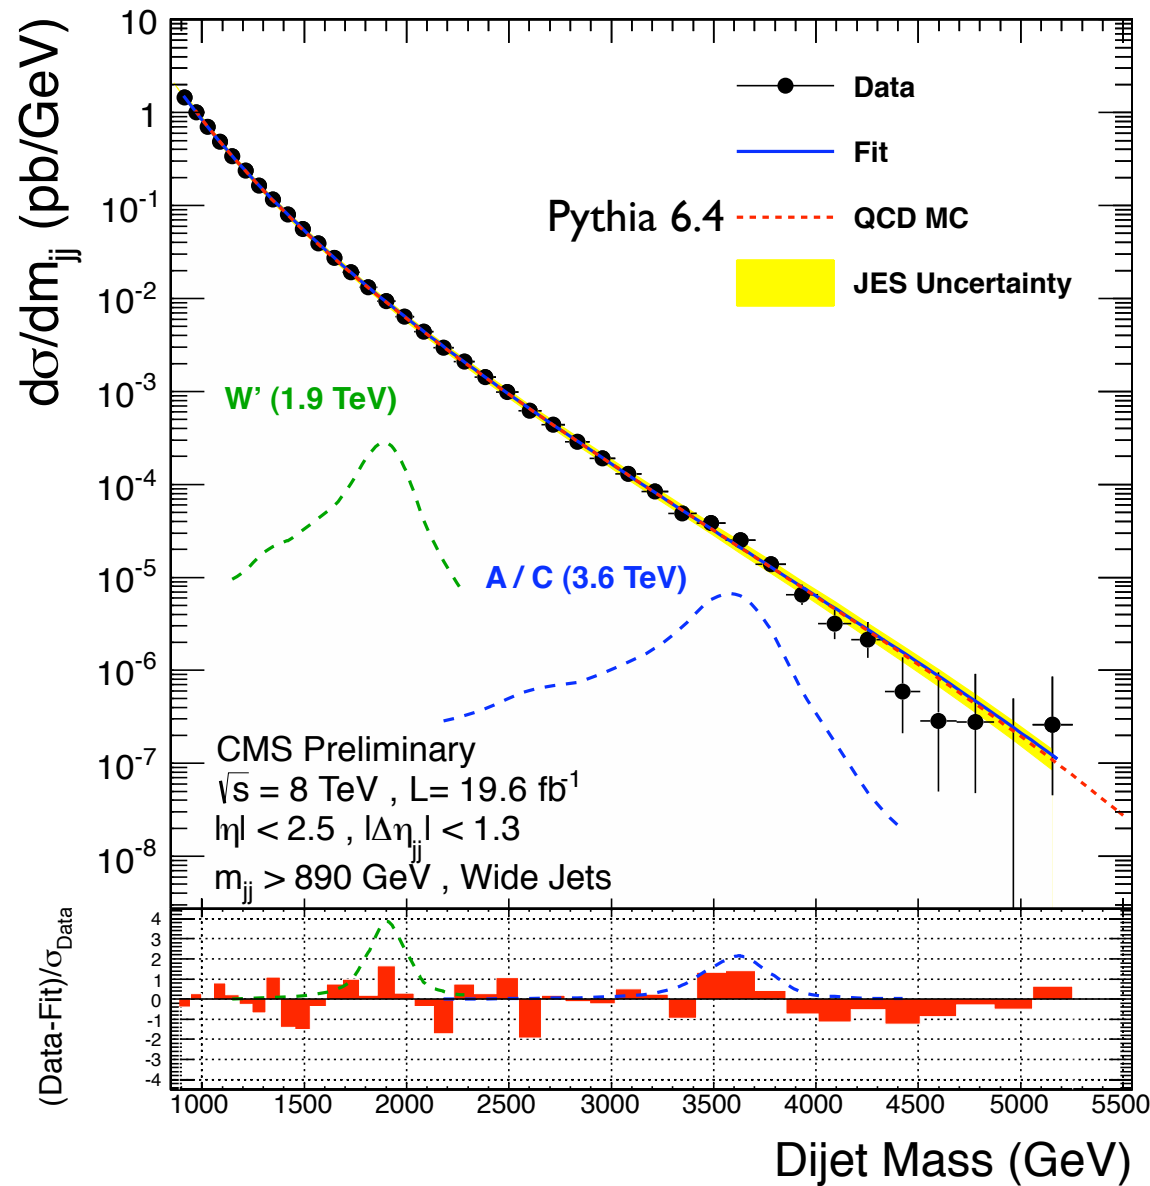 dσ/dm_jj (pb/GeV)
10
1
10^-1
10^-2
10^-3
10^-4
10^-5
10^-6
10^-7
10^-8
Data
Fit
Pythia 6.4
QCD MC
JES Uncertainty
W' (1.9 TeV)
A / C (3.6 TeV)
CMS Preliminary
√s = 8 TeV , L= 19.6 fb^-1
|η| < 2.5 , |Δη_jj| < 1.3
m_jj > 890 GeV , Wide Jets
(Data-Fit)/σ_Data
4
3
2
1
0
-1
-2
-3
-4
1000 1500 2000 2500 3000 3500 4000 4500 5000 5500
Dijet Mass (GeV)